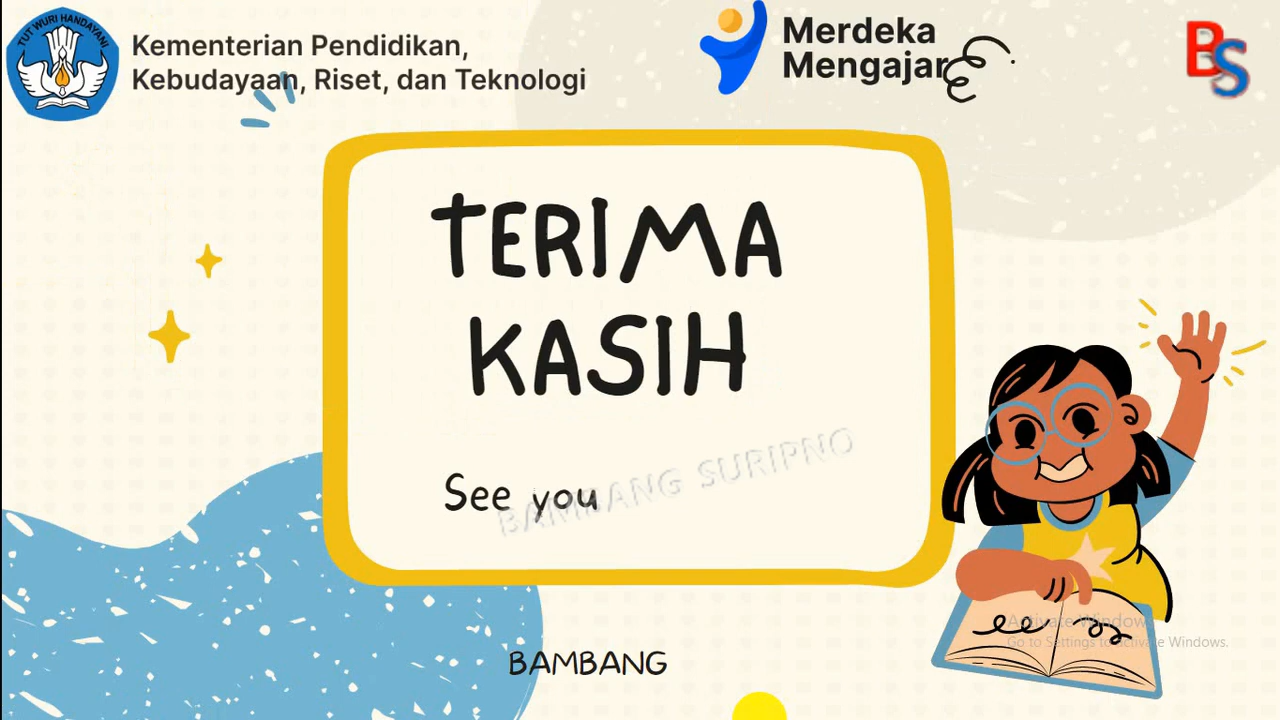 TUT WURI HANDAYANI
Kementerian Pendidikan,
Kebudayaan, Riset, dan Teknologi
Merdeka
Mengajar
BS
TERIMA
KASIH
See you
BAMBANG SURIPNO
BAMBANG
Activate Windows
Go to Settings to activate Windows.